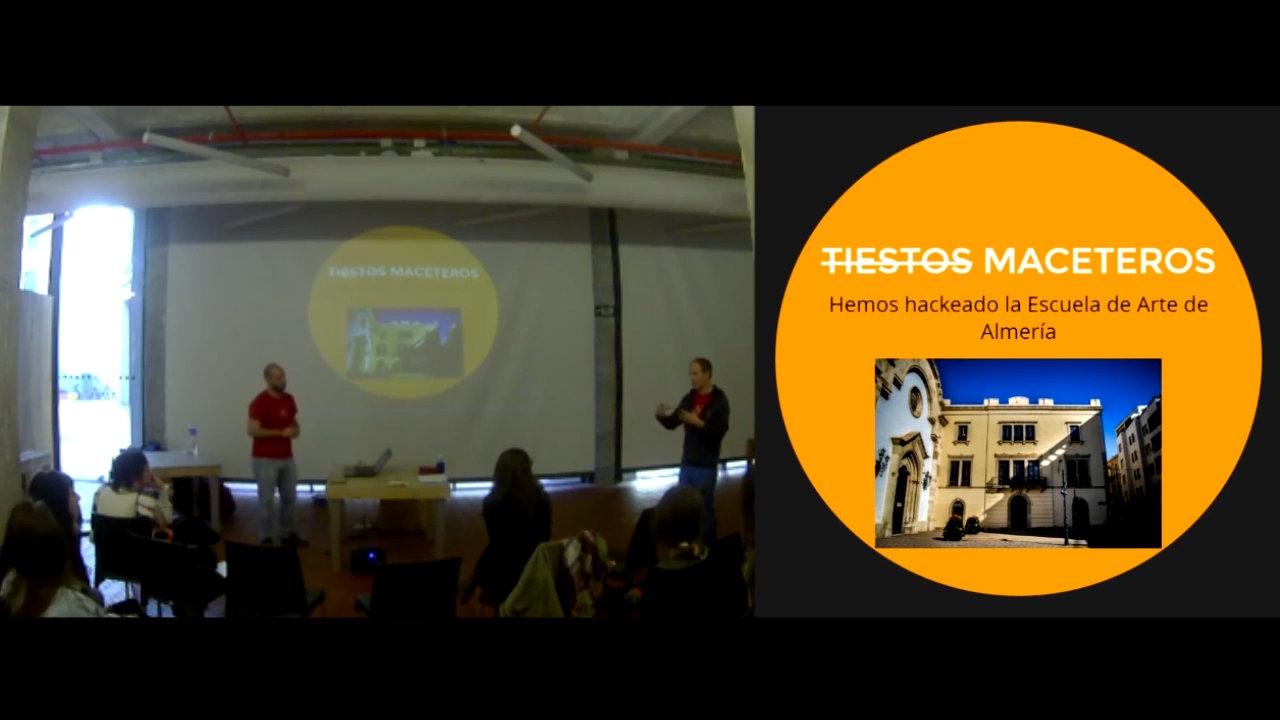 TIESTOS MACETEROS
TIESTOS MACETEROS
Hemos hackeado la Escuela de Arte de
Almería